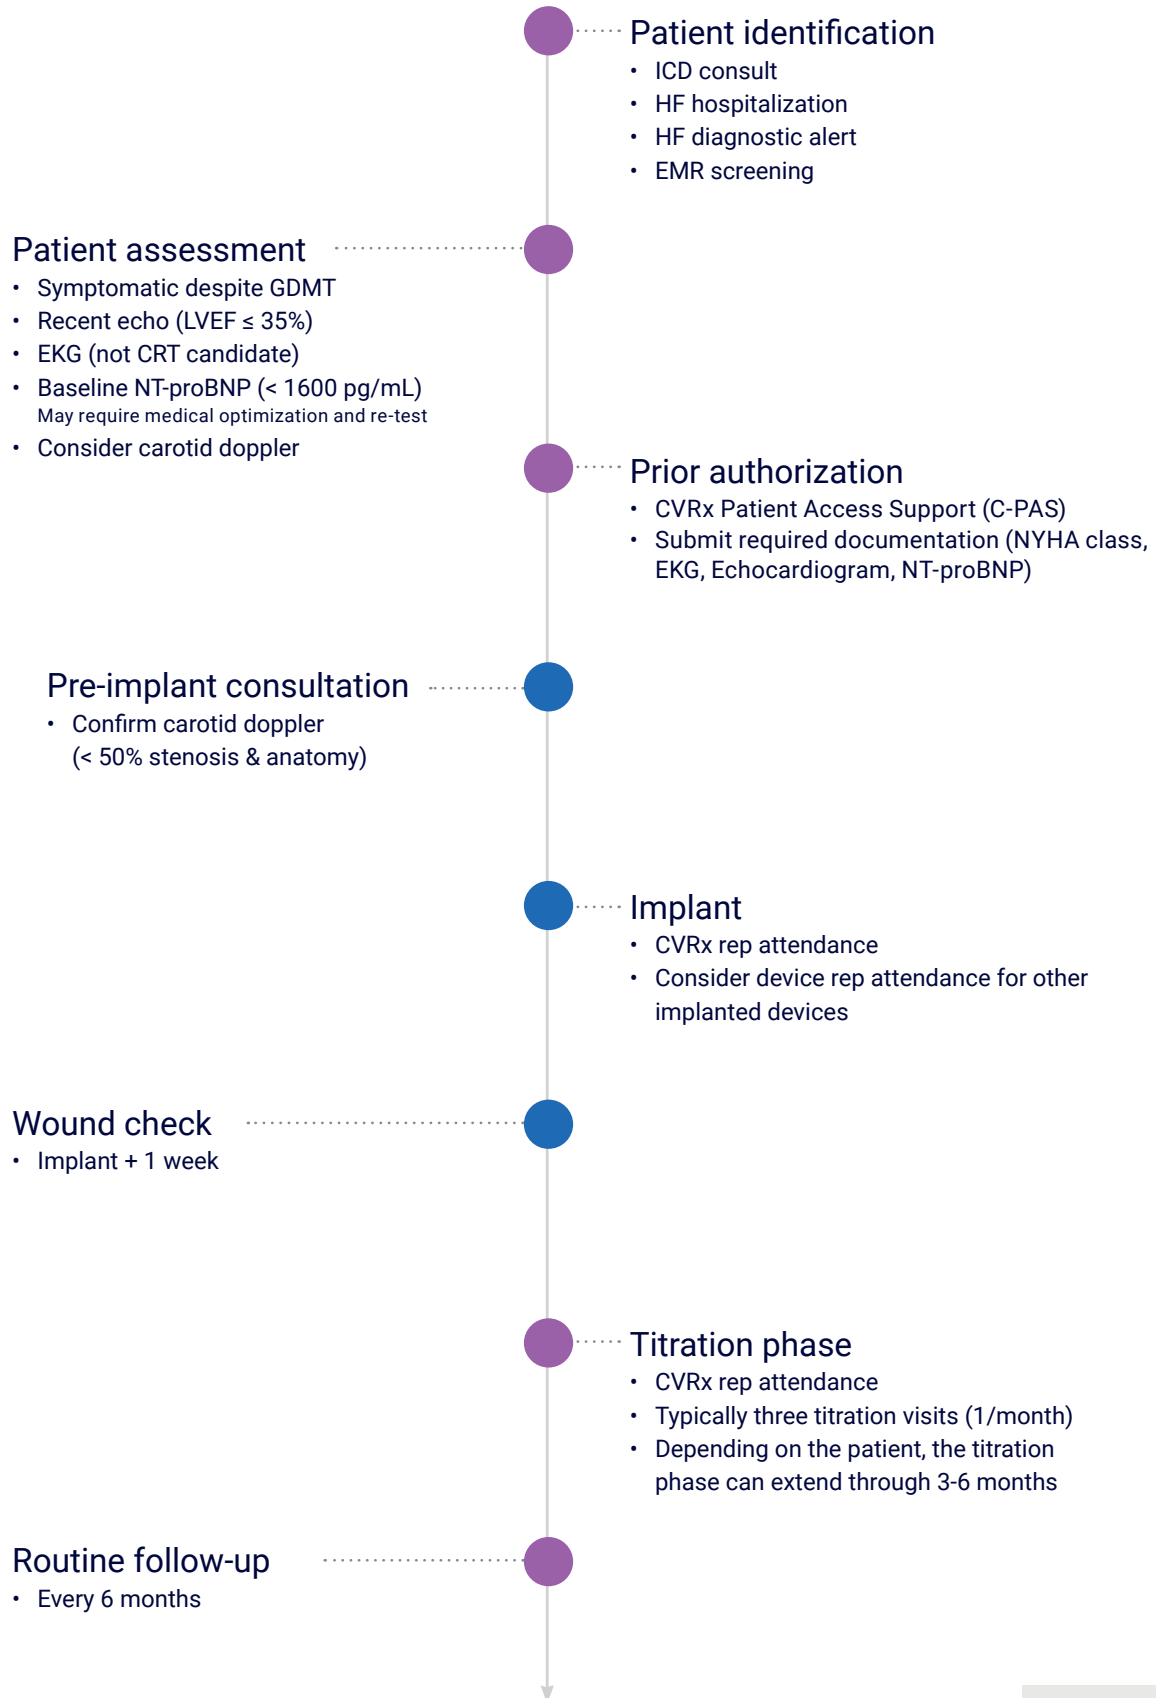 Patient identification
• ICD consult
• HF hospitalization
• HF diagnostic alert
• EMR screening
Patient assessment
• Symptomatic despite GDMT
• Recent echo (LVEF ≤ 35%)
• EKG (not CRT candidate)
• Baseline NT-proBNP (< 1600 pg/mL)
May require medical optimization and re-test
• Consider carotid doppler
Prior authorization
• CVRx Patient Access Support (C-PAS)
• Submit required documentation (NYHA class,
EKG, Echocardiogram, NT-proBNP)
Pre-implant consultation
• Confirm carotid doppler
(< 50% stenosis & anatomy)
Implant
• CVRx rep attendance
• Consider device rep attendance for other
implanted devices
Wound check
• Implant + 1 week
Titration phase
• CVRx rep attendance
• Typically three titration visits (1/month)
• Depending on the patient, the titration
phase can extend through 3-6 months
Routine follow-up
• Every 6 months